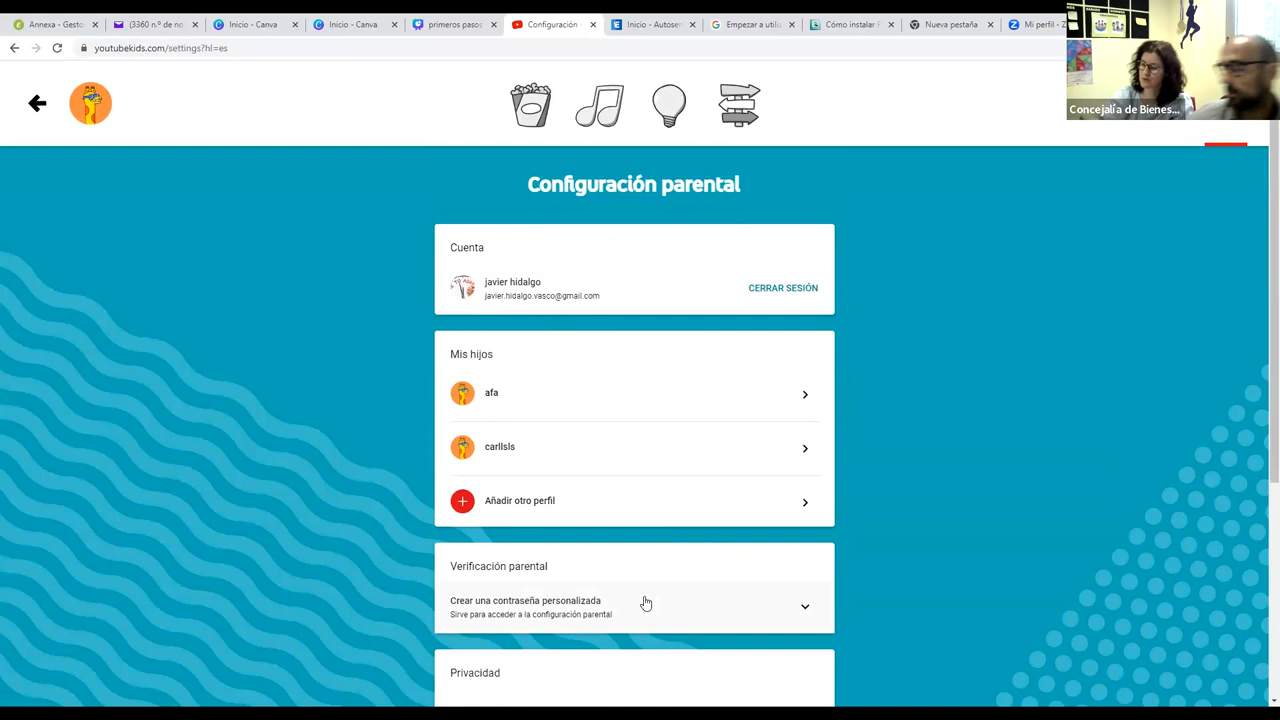 Annexa - Gesto
(3360 n.º de no
Inicio - Canva
Inicio - Canva
primeros pasos
Configuración
Inicio - Autoser
Empezar a utiliz
Cómo instalar
Nueva pestaña
Mi perfil - Z
youtubekids.com/settings?hl=es
Concejalía de Bienes...
Configuración parental
Cuenta
javier hidalgo
javier.hidalgo.vasco@gmail.com
CERRAR SESIÓN
Mis hijos
afa
carllsls
Añadir otro perfil
Verificación parental
Crear una contraseña personalizada
Sirve para acceder a la configuración parental
Privacidad